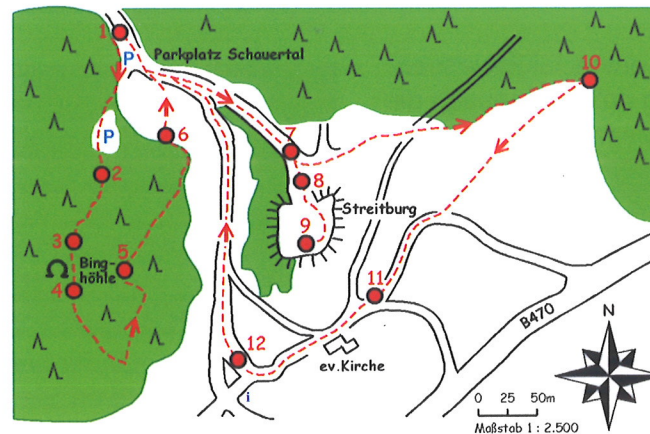 1
P
Parkplatz Schauertal
10
P
6
7
2
8
Streitburg
3
9
Bing-
höhle
5
4
11
B470
N
12
ev.Kirche
i
0 25 50m
Maßstab 1 : 2.500